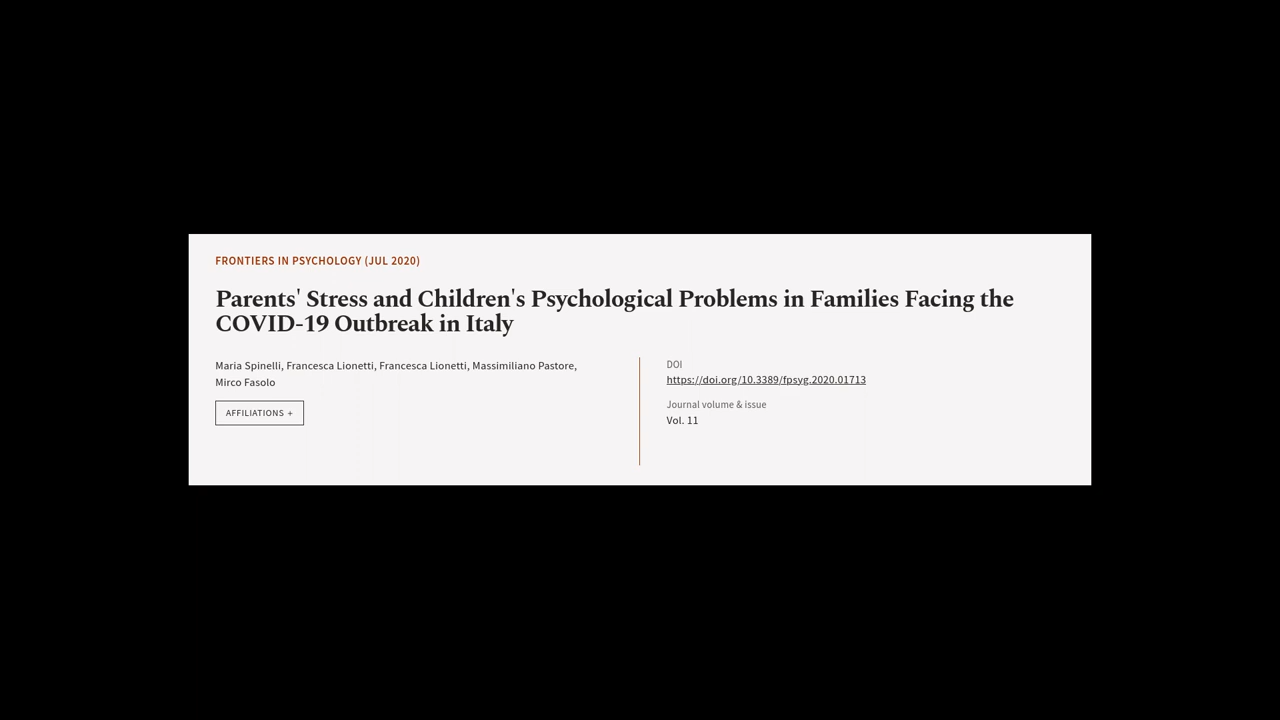 FRONTIERS IN PSYCHOLOGY (JUL 2020)
Parents' Stress and Children's Psychological Problems in Families Facing the
COVID-19 Outbreak in Italy
Maria Spinelli, Francesca Lionetti, Francesca Lionetti, Massimiliano Pastore,
Mirco Fasolo
AFFILIATIONS +
DOI
https://doi.org/10.3389/fpsyg.2020.01713
Journal volume & issue
Vol. 11